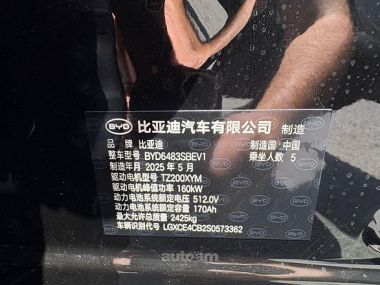 BYD 比亚迪汽车有限公司 制造
品 牌 比亚迪 制造国 中国
整车型号 BYD6483SBEV1 乘坐人数 5
制造年月 2025 年 5 月
驱动电机型号 TZ200XYM
驱动电机峰值功率 160kW
动力电池系统额定电压 512.0V
动力电池系统额定容量 170Ah
最大允许总质量 2425kg
车辆识别代号 LGXCE4CB2S0573362